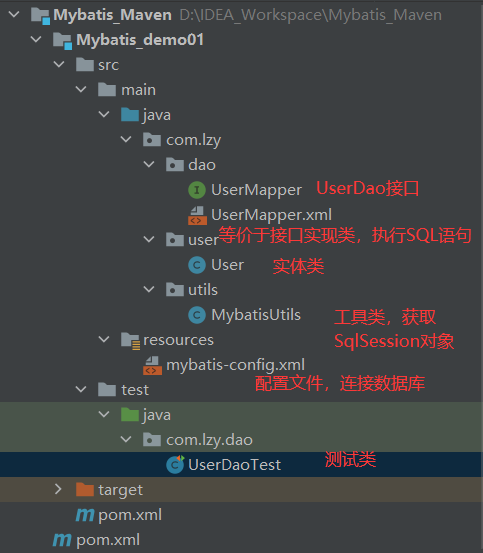 Mybatis_Maven D:\IDEA_Workspace\Mybatis_Maven
Mybatis_demo01
src
main
java
com.lzy
dao
UserMapper UserDao接口
UserMapper.xml
user 等价于接口实现类，执行SQL语句
User 实体类
utils
MybatisUtils 工具类，获取
SqlSession对象
resources
mybatis-config.xml
配置文件，连接数据库
test
java
com.lzy.dao
UserDaoTest 测试类
target
pom.xml
pom.xml